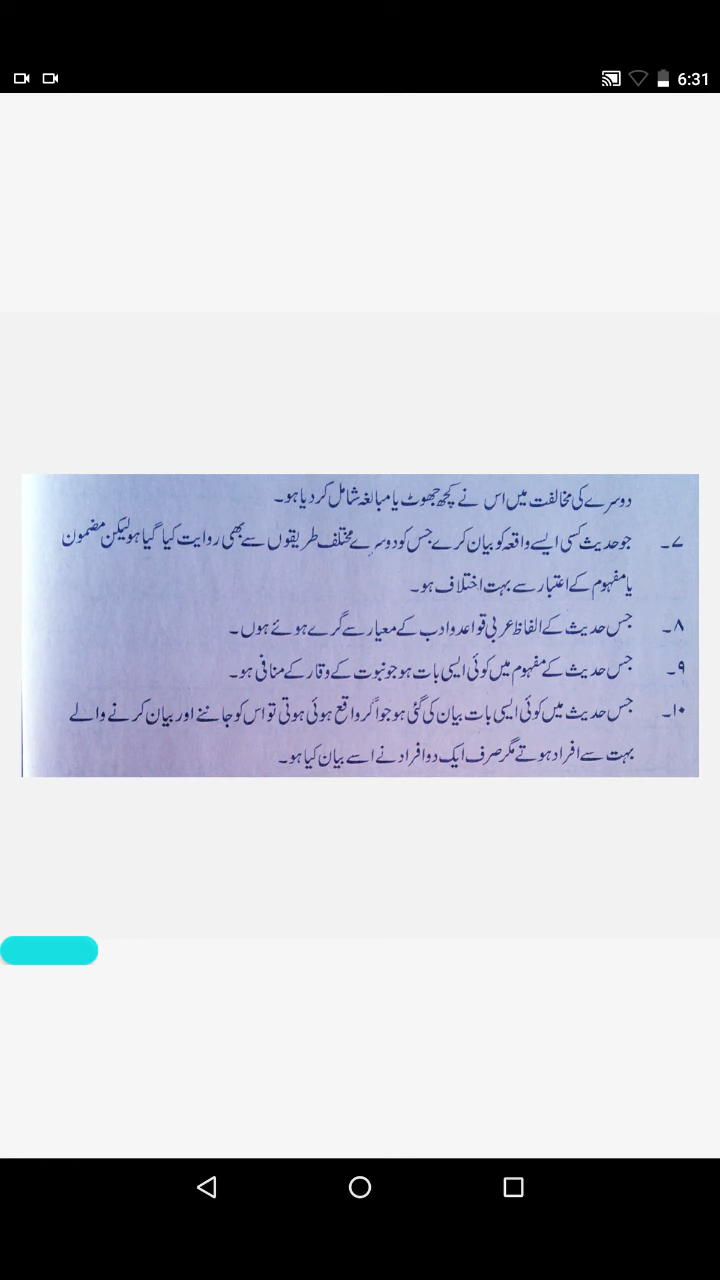 6:31
دوسرے کی مخالفت میں اس نے کچھ جھوٹ یا مبالغہ شامل کر دیا ہو۔
۷۔ جو حدیث کسی ایسے واقعہ کو بیان کرے جس کو دوسرے مختلف طریقوں سے بھی روایت کیا گیا ہو لیکن مضمون
یا مفہوم کے اعتبار سے بہت اختلاف ہو۔
۸۔ جس حدیث کے الفاظ عربی قواعد و ادب کے معیار سے گرے ہوئے ہوں۔
۹۔ جس حدیث کے مفہوم میں کوئی ایسی بات ہو جو نبوت کے وقار کے منافی ہو۔
۱۰۔ جس حدیث میں کوئی ایسی بات بیان کی گئی ہو جو اگر واقع ہوئی ہوتی تو اس کو جاننے اور بیان کرنے والے
بہت سے افراد ہوتے مگر صرف ایک دو افراد نے اسے بیان کیا ہو۔